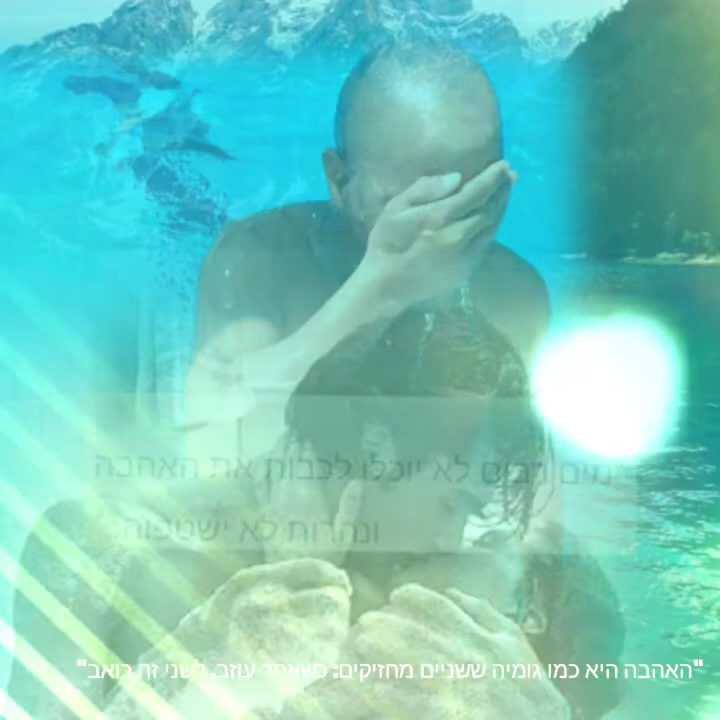 מים רבים לא יוכלו לכבות את האהבה
ונהרות לא ישטפוה
"האהבה היא כמו גומיה ששניים מחזיקים: כשאחד עוזב, לשני זה כואב"